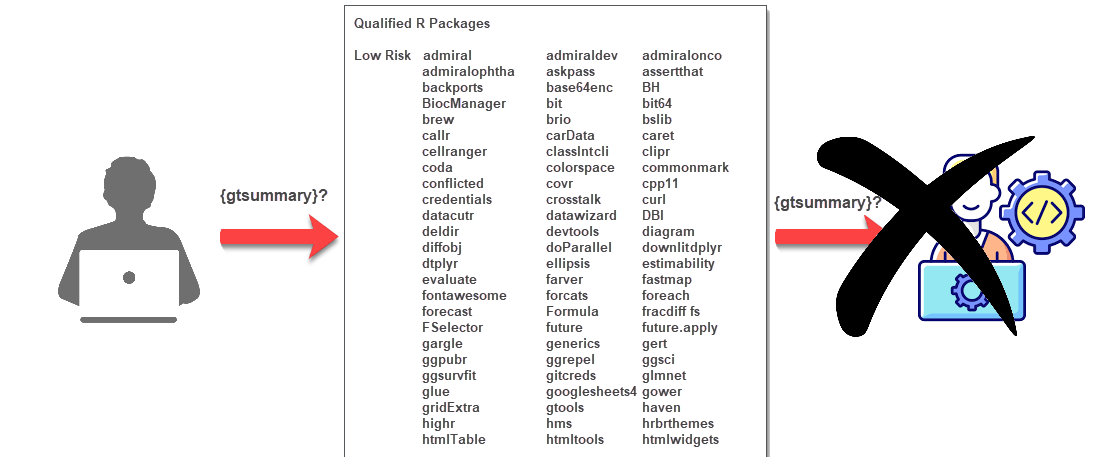 Qualified R Packages
Low Risk admiral admiraldev admiralonco
admiralophtha askpass assertthat
backports base64enc BH
BiocManager bit bit64
brew brio bslib
callr carData caret
cellranger classIntcli clipr
coda colorspace commonmark
conflicted covr cpp11
credentials crosstalk curl
datacutr datawizard DBI
deldir devtools diagram
diffobj doParallel downlitdplyr
dtplyr ellipsis estimability
evaluate farver fastmap
fontawesome forcats foreach
forecast Formula fracdiff fs
FSelector future future.apply
gargle generics gert
ggpubr ggrepel ggsci
ggsurvfit gitcreds glmnet
glue googlesheets4 gower
gridExtra gtools haven
highr hms hrbrthemes
htmlTable htmltools htmlwidgets
{gtsummary}?
{gtsummary}?
</>